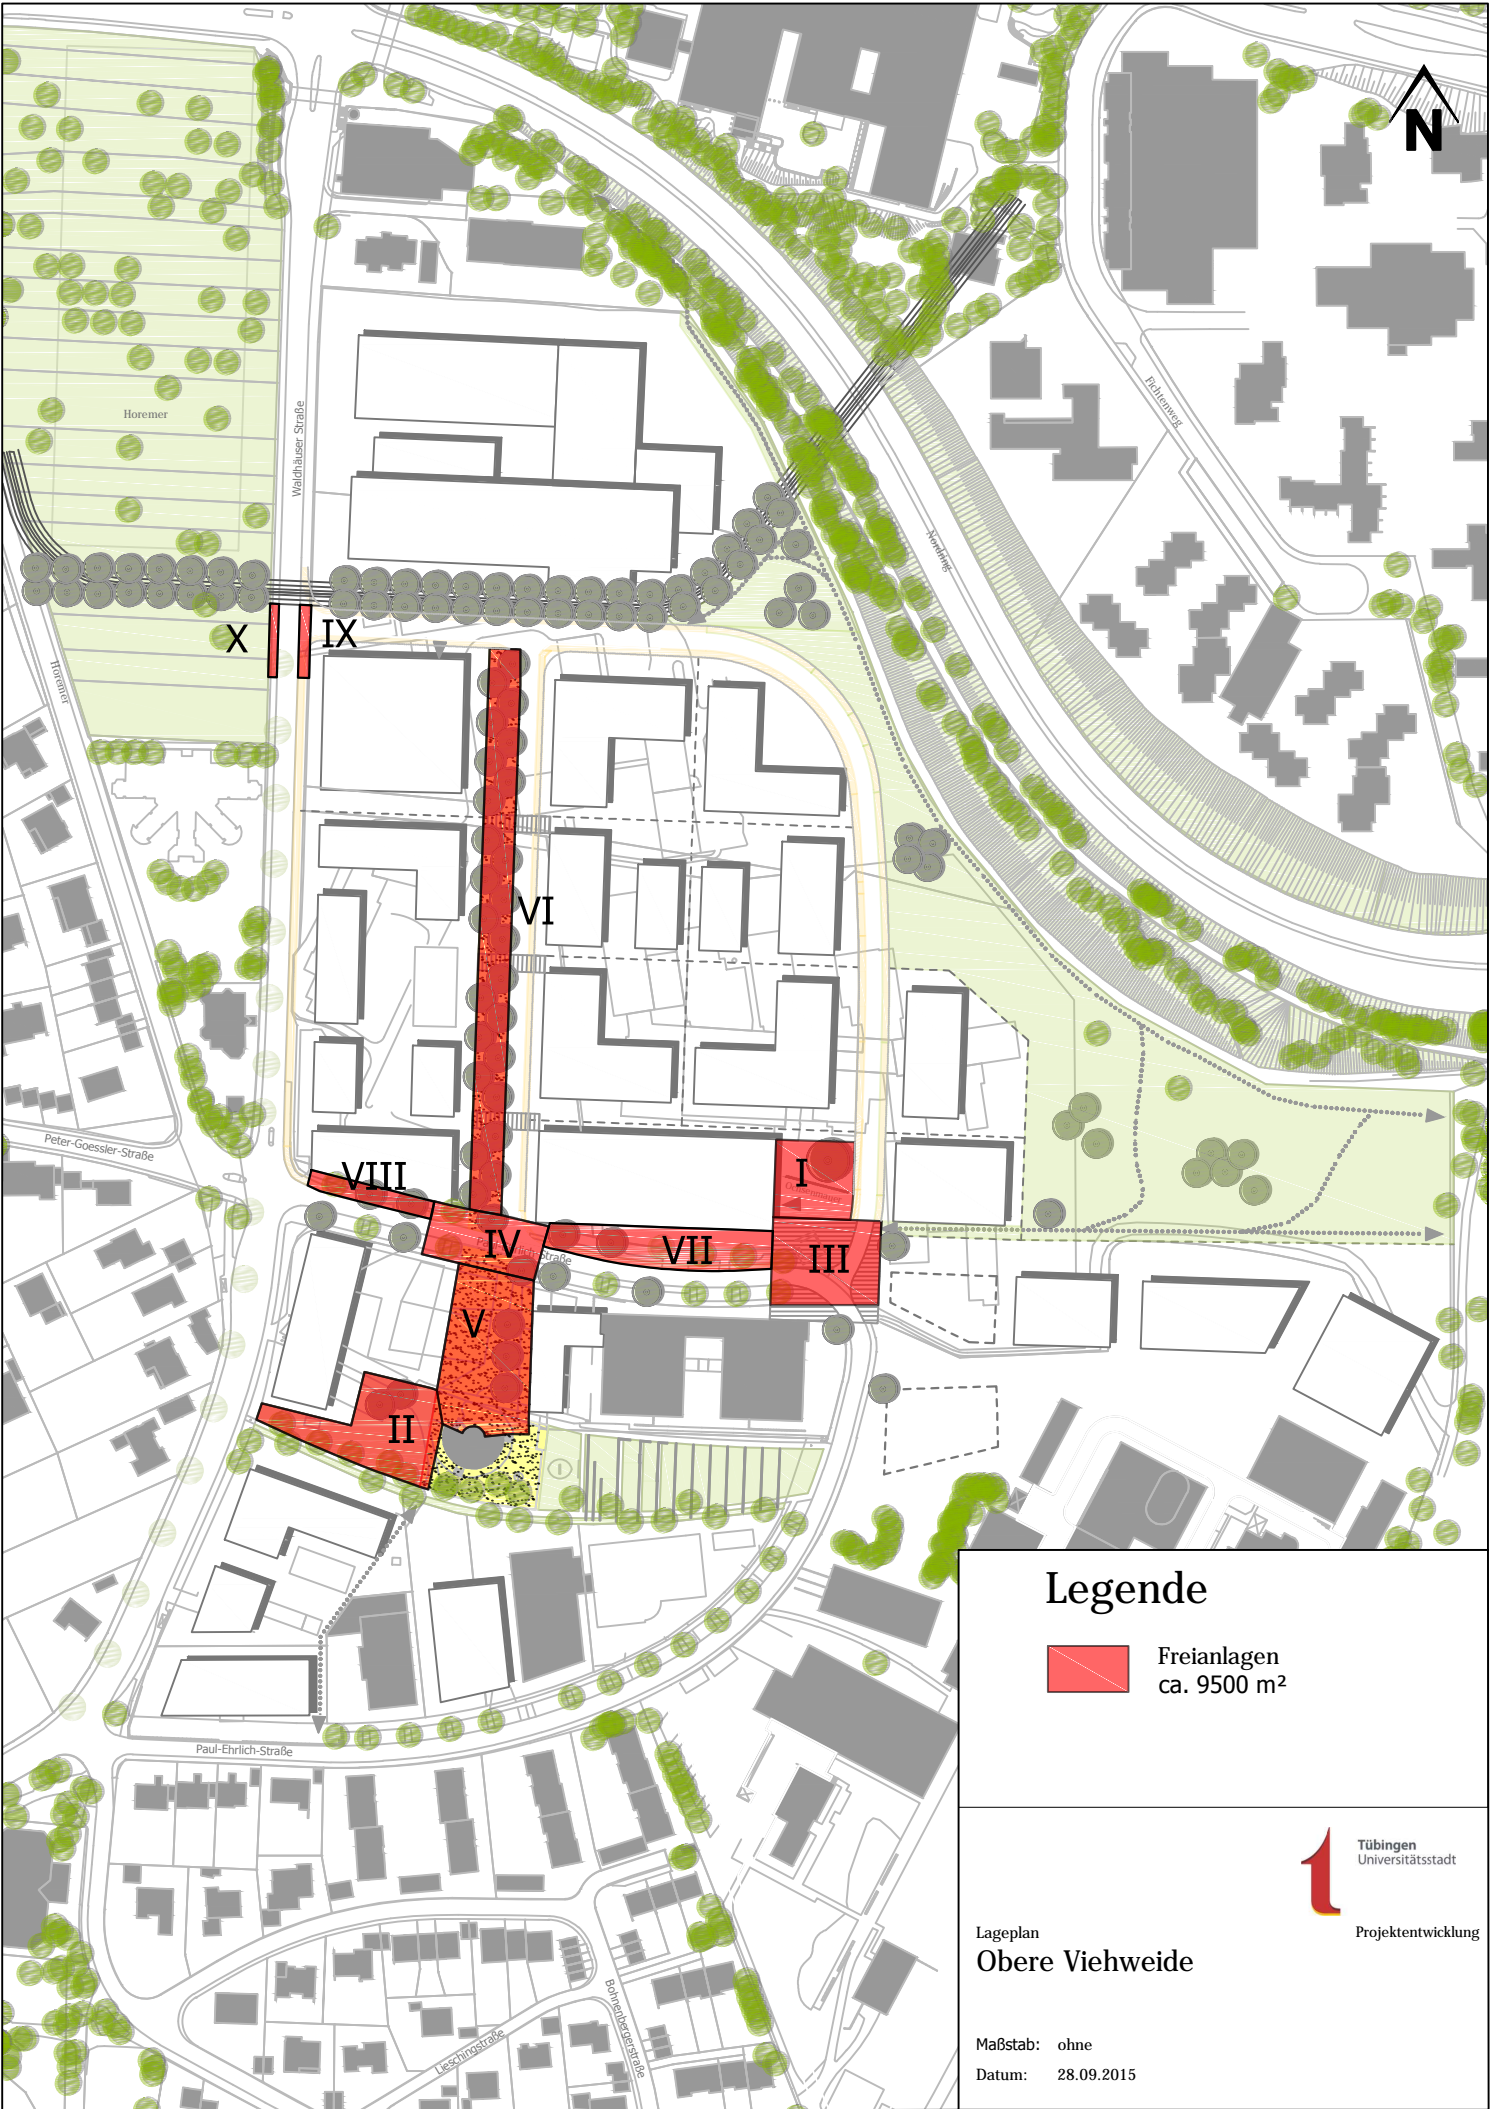 N
Horemer
Waldhäuser Straße
Fichtenweg
Nordring
X
IX
Horemer
VI
Peter-Goessler-Straße
VIII
I
IV
VII
III
V
II
Paul-Ehrlich-Straße
Lieschingstraße
Bohnenbergerstraße
Legende
Freianlagen
ca. 9500 m²
Tübingen
Universitätsstadt
Lageplan
Projektentwicklung
Obere Viehweide
Maßstab: ohne
Datum: 28.09.2015